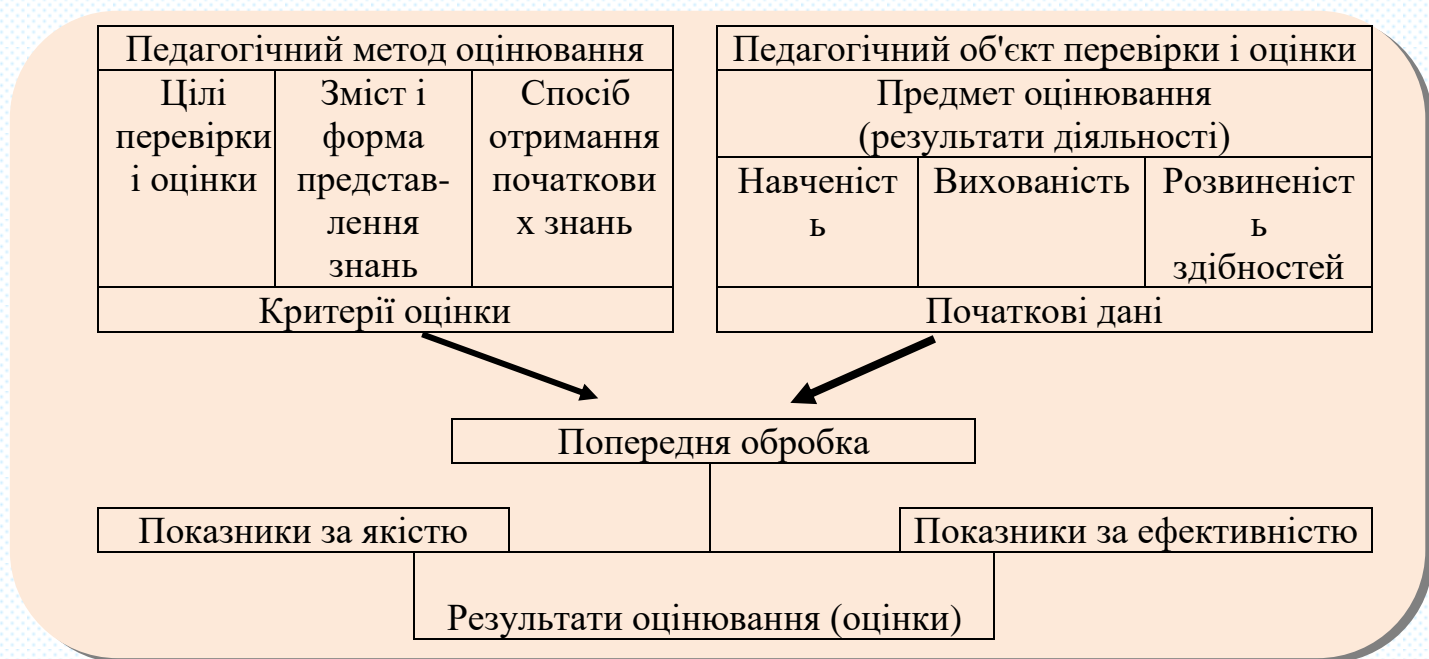 Педагогічний метод оцінювання
Цілі
перевірки
і оцінки
Зміст і
форма
представ-
лення
знань
Спосіб
отримання
початкови
х знань
Критерії оцінки
Педагогічний об'єкт перевірки і оцінки
Предмет оцінювання
(результати діяльності)
Навченіст
ь
Вихованість
Розвиненіст
ь
здібностей
Початкові дані
Попередня обробка
Показники за якістю
Показники за ефективністю
Результати оцінювання (оцінки)